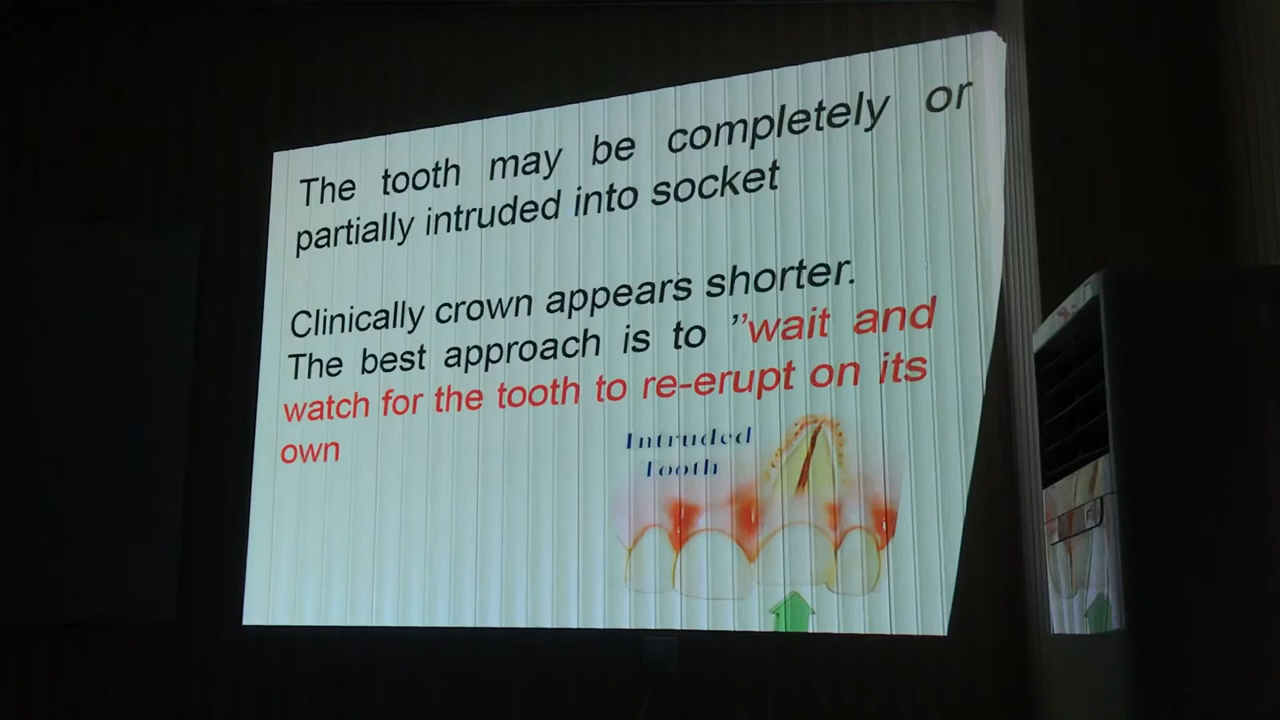 The tooth may be completely or
partially intruded into socket
Clinically crown appears shorter.
The best approach is to ”wait and
watch for the tooth to re-erupt on its
own
Intruded
Tooth